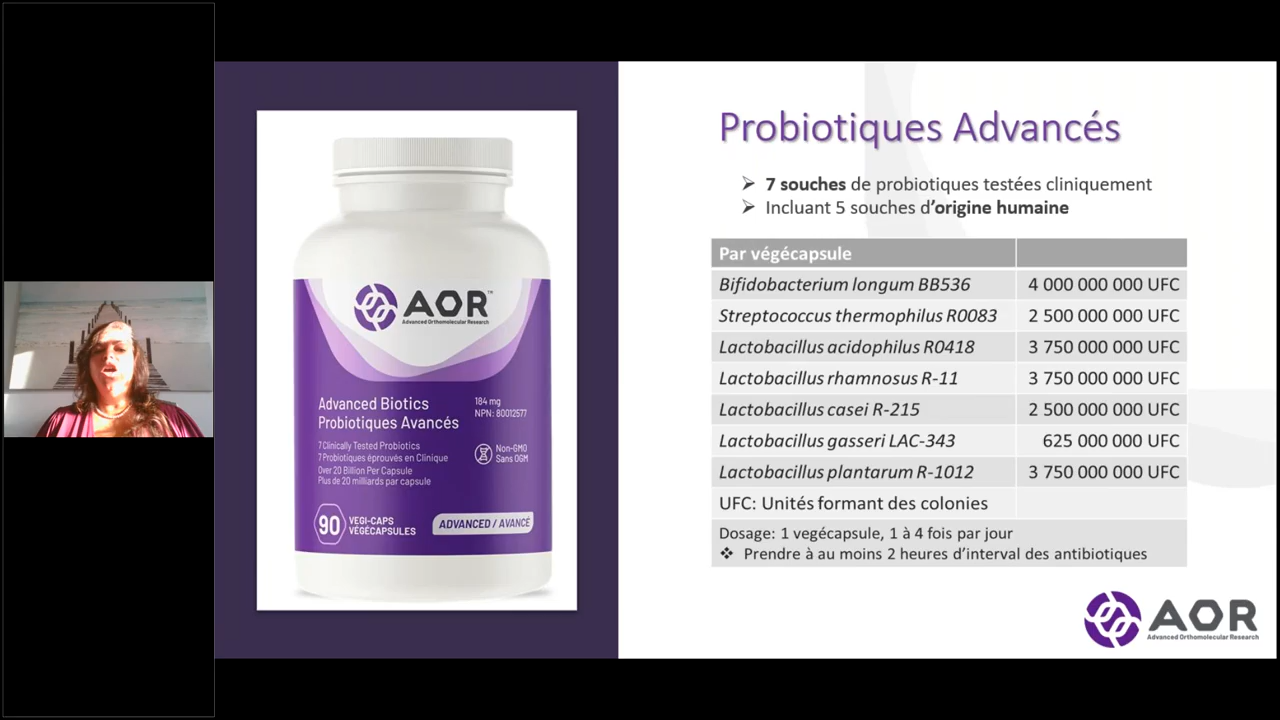 AOR™
Advanced Orthomolecular Research
Advanced Biotics
Probiotiques Avancés
184 mg
NPN: 80012577
7 Clinically Tested Probiotics
7 Probiotiques éprouvés en Clinique
Over 20 Billion Per Capsule
Plus de 20 milliards par capsule
Non-GMO
Sans OGM
90 VEGI-CAPS
VÉGÉCAPSULES
ADVANCED / AVANCÉ
Probiotiques Advancés
➢ 7 souches de probiotiques testées cliniquement
➢ Incluant 5 souches d’origine humaine
Par végécapsule
Bifidobacterium longum BB536 4 000 000 000 UFC
Streptococcus thermophilus R0083 2 500 000 000 UFC
Lactobacillus acidophilus R0418 3 750 000 000 UFC
Lactobacillus rhamnosus R-11 3 750 000 000 UFC
Lactobacillus casei R-215 2 500 000 000 UFC
Lactobacillus gasseri LAC-343 625 000 000 UFC
Lactobacillus plantarum R-1012 3 750 000 000 UFC
UFC: Unités formant des colonies
Dosage: 1 vegécapsule, 1 à 4 fois par jour
❖ Prendre à au moins 2 heures d’interval des antibiotiques
AOR
Advanced Orthomolecular Research